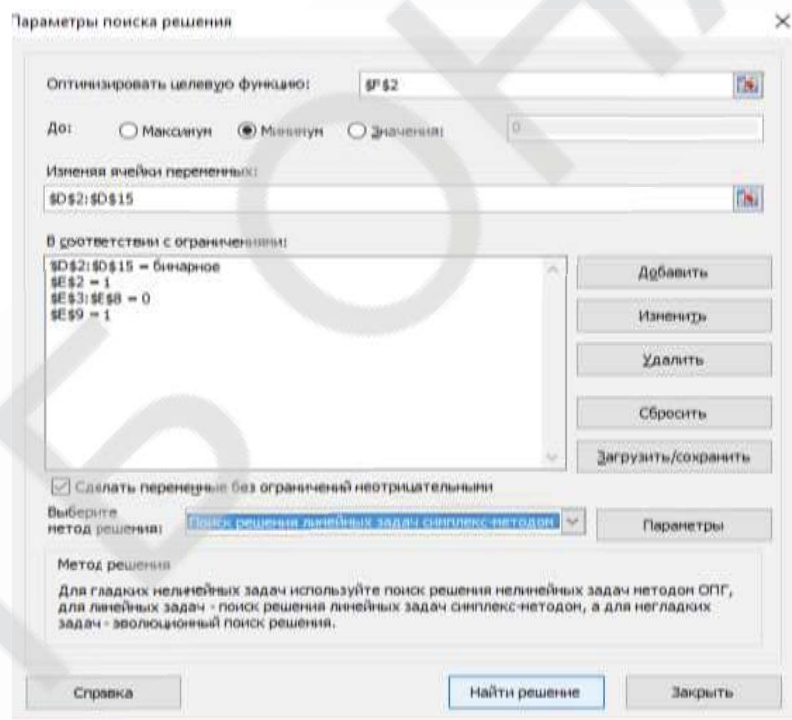 Параметры поиска решения
Оптимизировать целевую функцию: $F$2
До: Максимум Минимум Значения: 0
Изменяя ячейки переменных:
$D$2:$D$15
В соответствии с ограничениями:
$D$2:$D$15 = бинарное
$E$2 = 1
$E$3:$E$8 = 0
$E$9 = 1
Добавить
Изменить
Удалить
Сбросить
Загрузить/сохранить
Сделать переменные без ограничений неотрицательными
Выберите
метод решения:
Поиск решения линейных задач симплекс-методом
Параметры
Метод решения
Для гладких нелинейных задач используйте поиск решения нелинейных задач методом ОПГ,
для линейных задач - поиск решения линейных задач симплекс-методом, а для негладких
задач - эволюционный поиск решения.
Справка
Найти решение
Закрыть